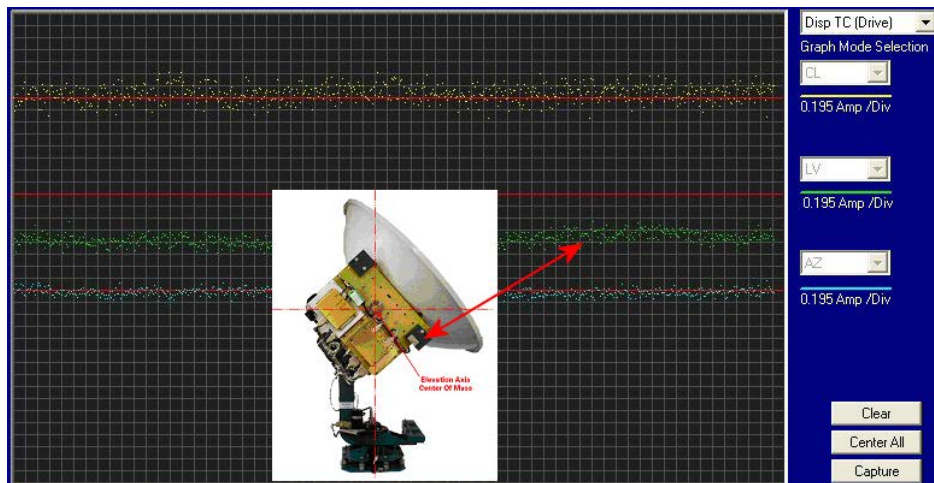 Disp TC (Drive)
Graph Mode Selection
CL
0.195 Amp /Div
LV
0.195 Amp /Div
AZ
0.195 Amp /Div
Elevation Axis
Center Of Mass
Clear
Center All
Capture